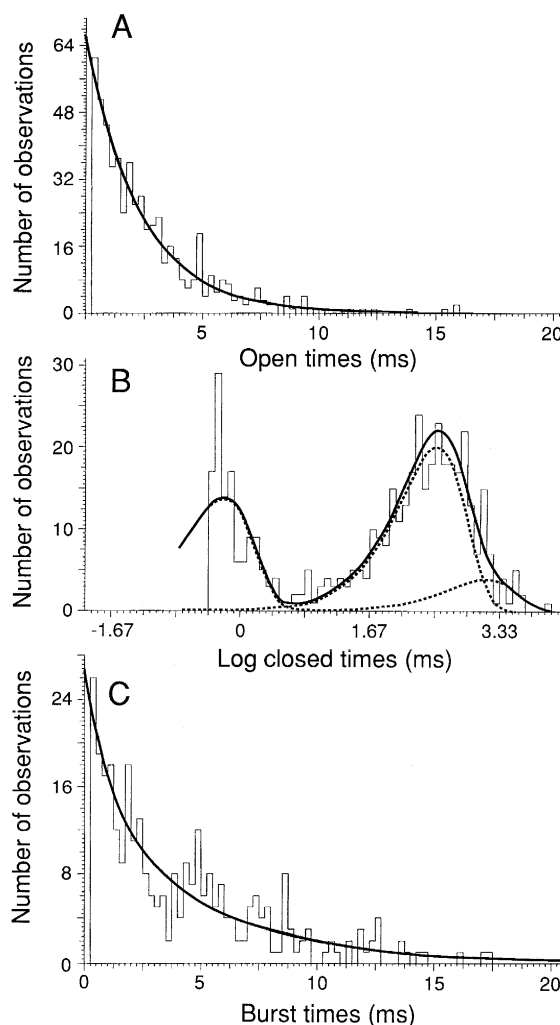 A
Number of observations
64
48
32
16
0
5
10
15
20
Open times (ms)
B
Number of observations
30
20
10
0
-1.67
0
1.67
3.33
Log closed times (ms)
C
Number of observations
24
16
8
0
0
5
10
15
20
Burst times (ms)